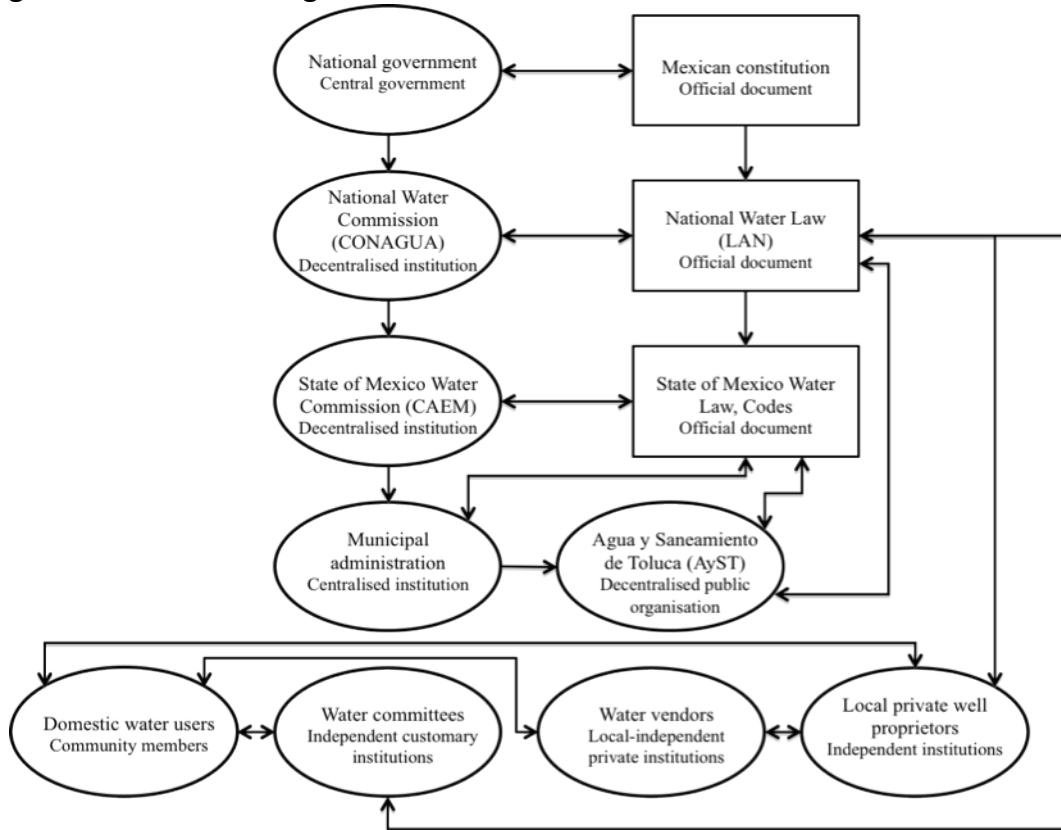 National government
Central government
Mexican constitution
Official document
National Water
Commission
(CONAGUA)
Decentralised institution
National Water Law
(LAN)
Official document
State of Mexico Water
Commission (CAEM)
Decentralised institution
State of Mexico Water
Law, Codes
Official document
Municipal
administration
Centralised institution
Agua y Saneamiento
de Toluca (AyST)
Decentralised public
organisation
Domestic water users
Community members
Water committees
Independent customary
institutions
Water vendors
Local-independent
private institutions
Local private well
proprietors
Independent institutions